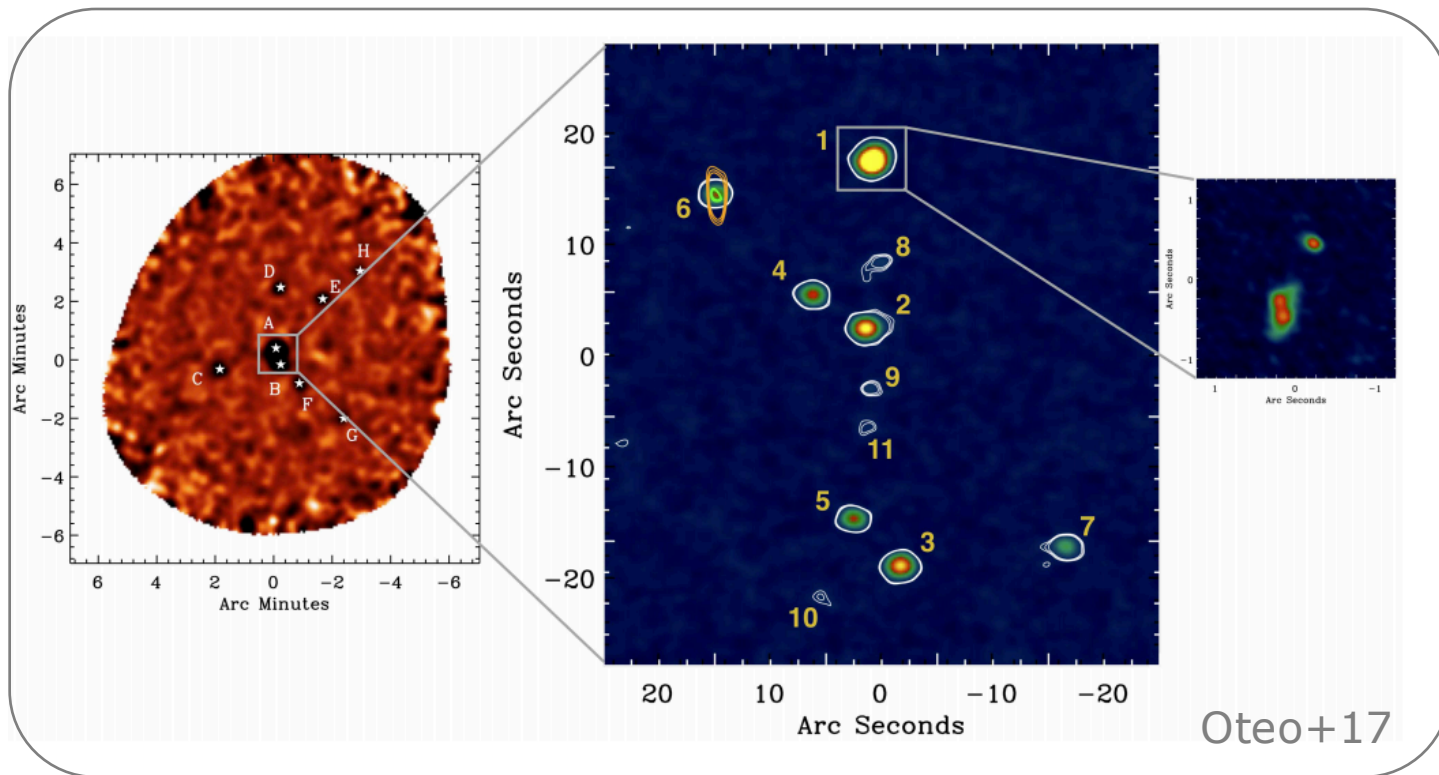 6
4
2
0
−2
−4
−6
Arc Minutes
6 4 2 0 −2 −4 −6
Arc Minutes
H
D
E
A
C
B
F
G
20
10
0
−10
−20
Arc Seconds
20 10 0 −10 −20
Arc Seconds
1
6
8
4
2
9
11
5
3
7
10
1
0
−1
Arc Seconds
1 0 −1
Arc Seconds
Oteo+17